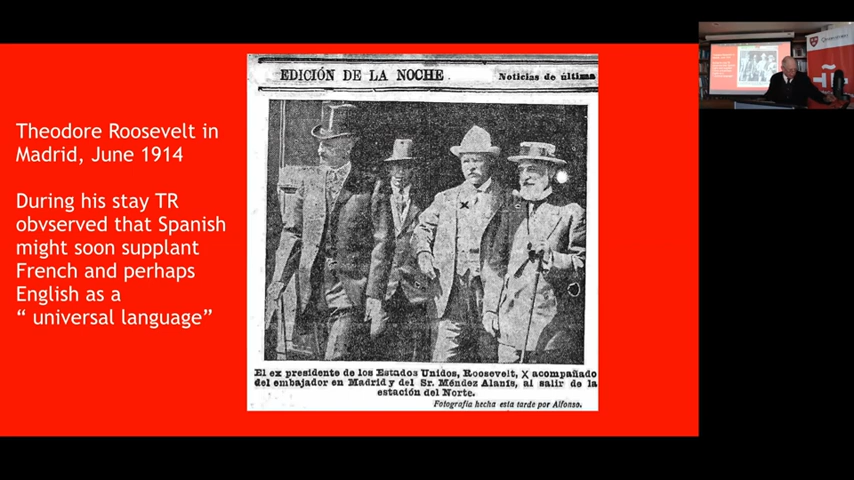 Theodore Roosevelt in
Madrid, June 1914
During his stay TR
obvserved that Spanish
might soon supplant
French and perhaps
English as a
“ universal language”
EDICIÓN DE LA NOCHE
Noticias de última
El ex presidente de los Estados Unidos, Roosevelt, X acompañado
del embajador en Madrid y del Sr. Méndez Alanís, al salir de la
estación del Norte.
Fotografía hecha esta tarde por Alfonso.